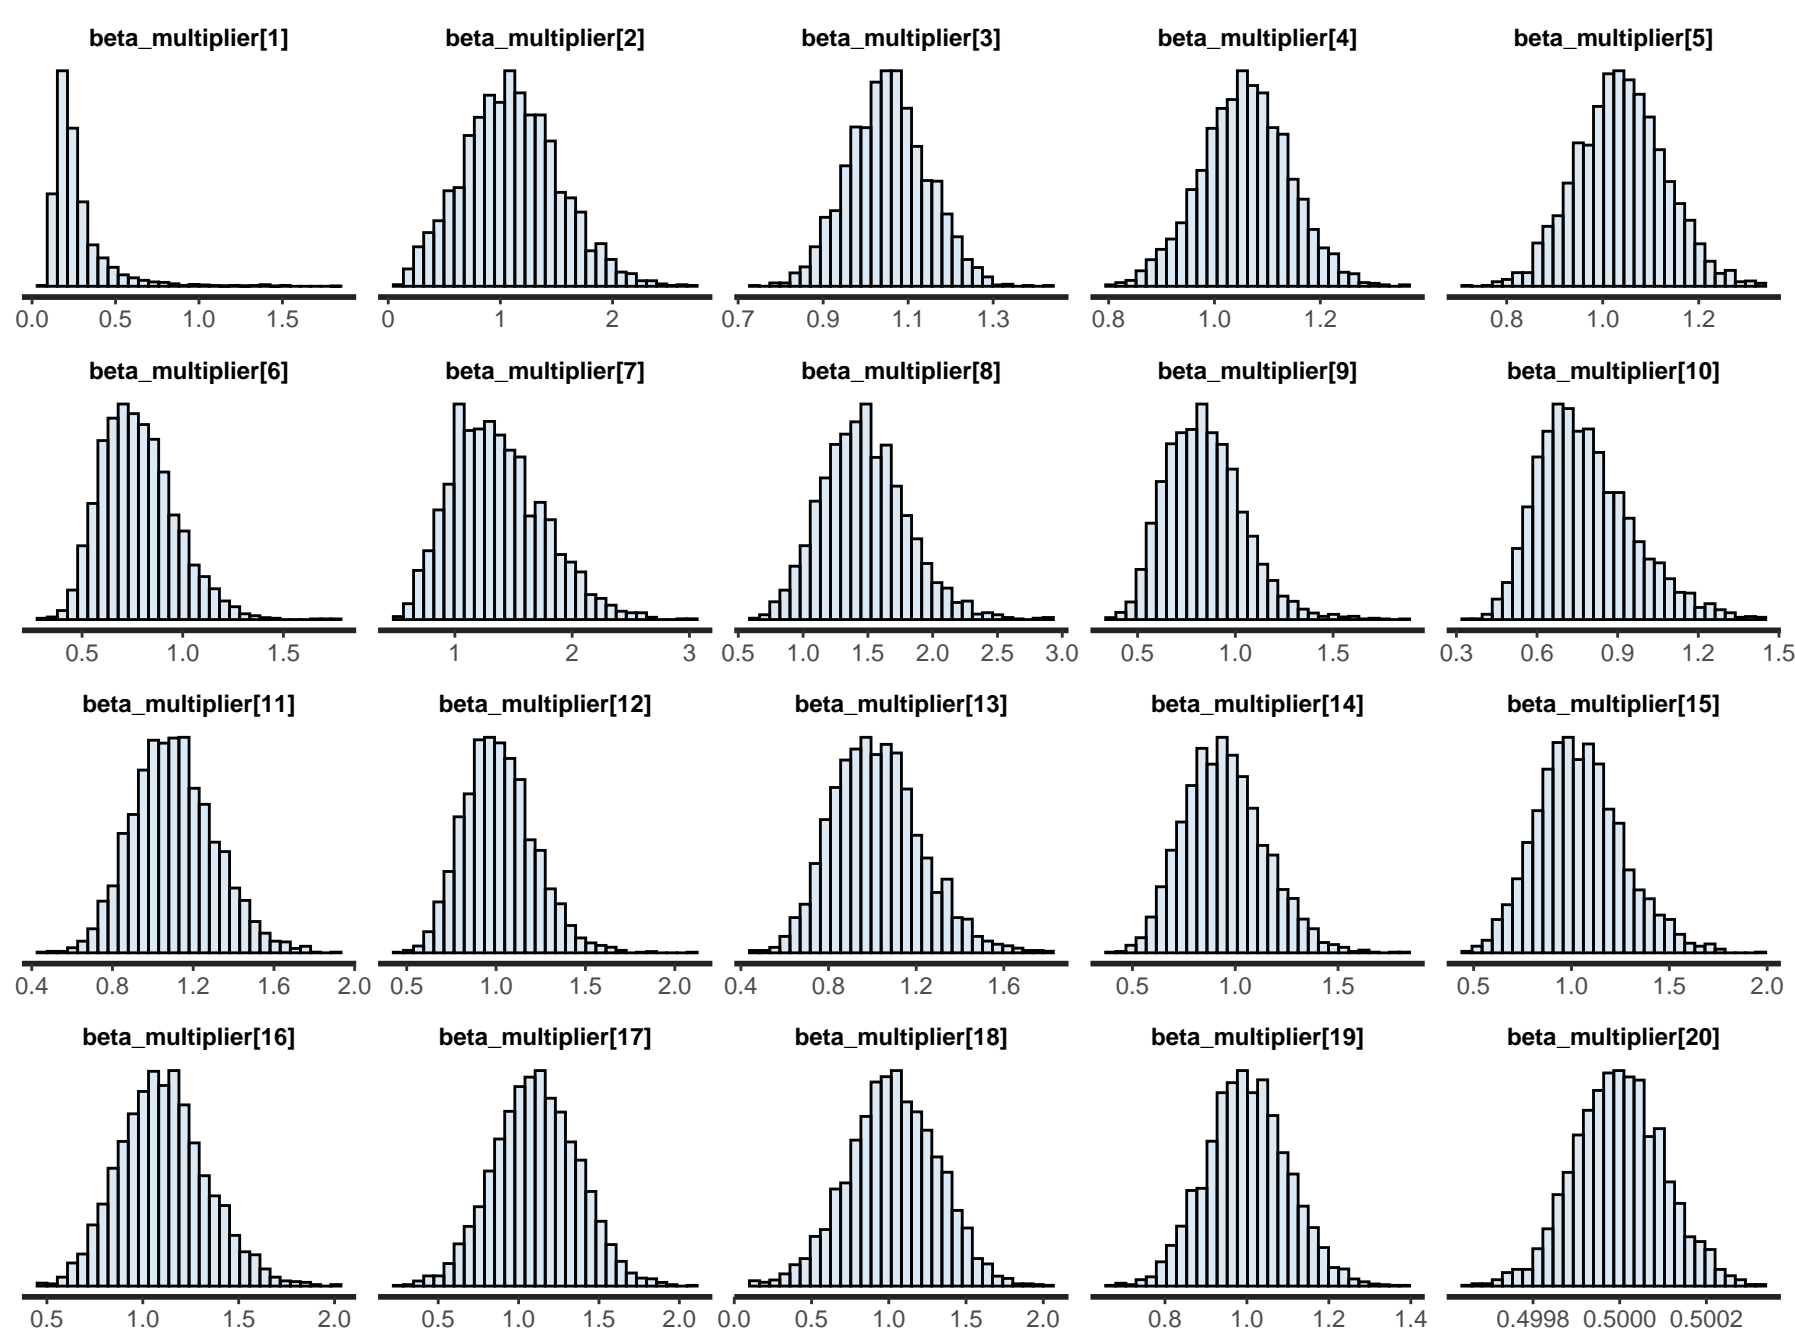 beta_multiplier[1] beta_multiplier[2] beta_multiplier[3] beta_multiplier[4] beta_multiplier[5]
0.0 0.5 1.0 1.5 0 1 2 0.7 0.9 1.1 1.3 0.8 1.0 1.2 0.8 1.0 1.2
beta_multiplier[6] beta_multiplier[7] beta_multiplier[8] beta_multiplier[9] beta_multiplier[10]
0.5 1.0 1.5 1 2 3 0.5 1.0 1.5 2.0 2.5 3.0 0.5 1.0 1.5 0.3 0.6 0.9 1.2 1.5
beta_multiplier[11] beta_multiplier[12] beta_multiplier[13] beta_multiplier[14] beta_multiplier[15]
0.4 0.8 1.2 1.6 2.0 0.5 1.0 1.5 2.0 0.4 0.8 1.2 1.6 0.5 1.0 1.5 0.5 1.0 1.5 2.0
beta_multiplier[16] beta_multiplier[17] beta_multiplier[18] beta_multiplier[19] beta_multiplier[20]
0.5 1.0 1.5 2.0 0.5 1.0 1.5 2.0 0.0 0.5 1.0 1.5 2.0 0.8 1.0 1.2 1.4 0.4998 0.5000 0.5002